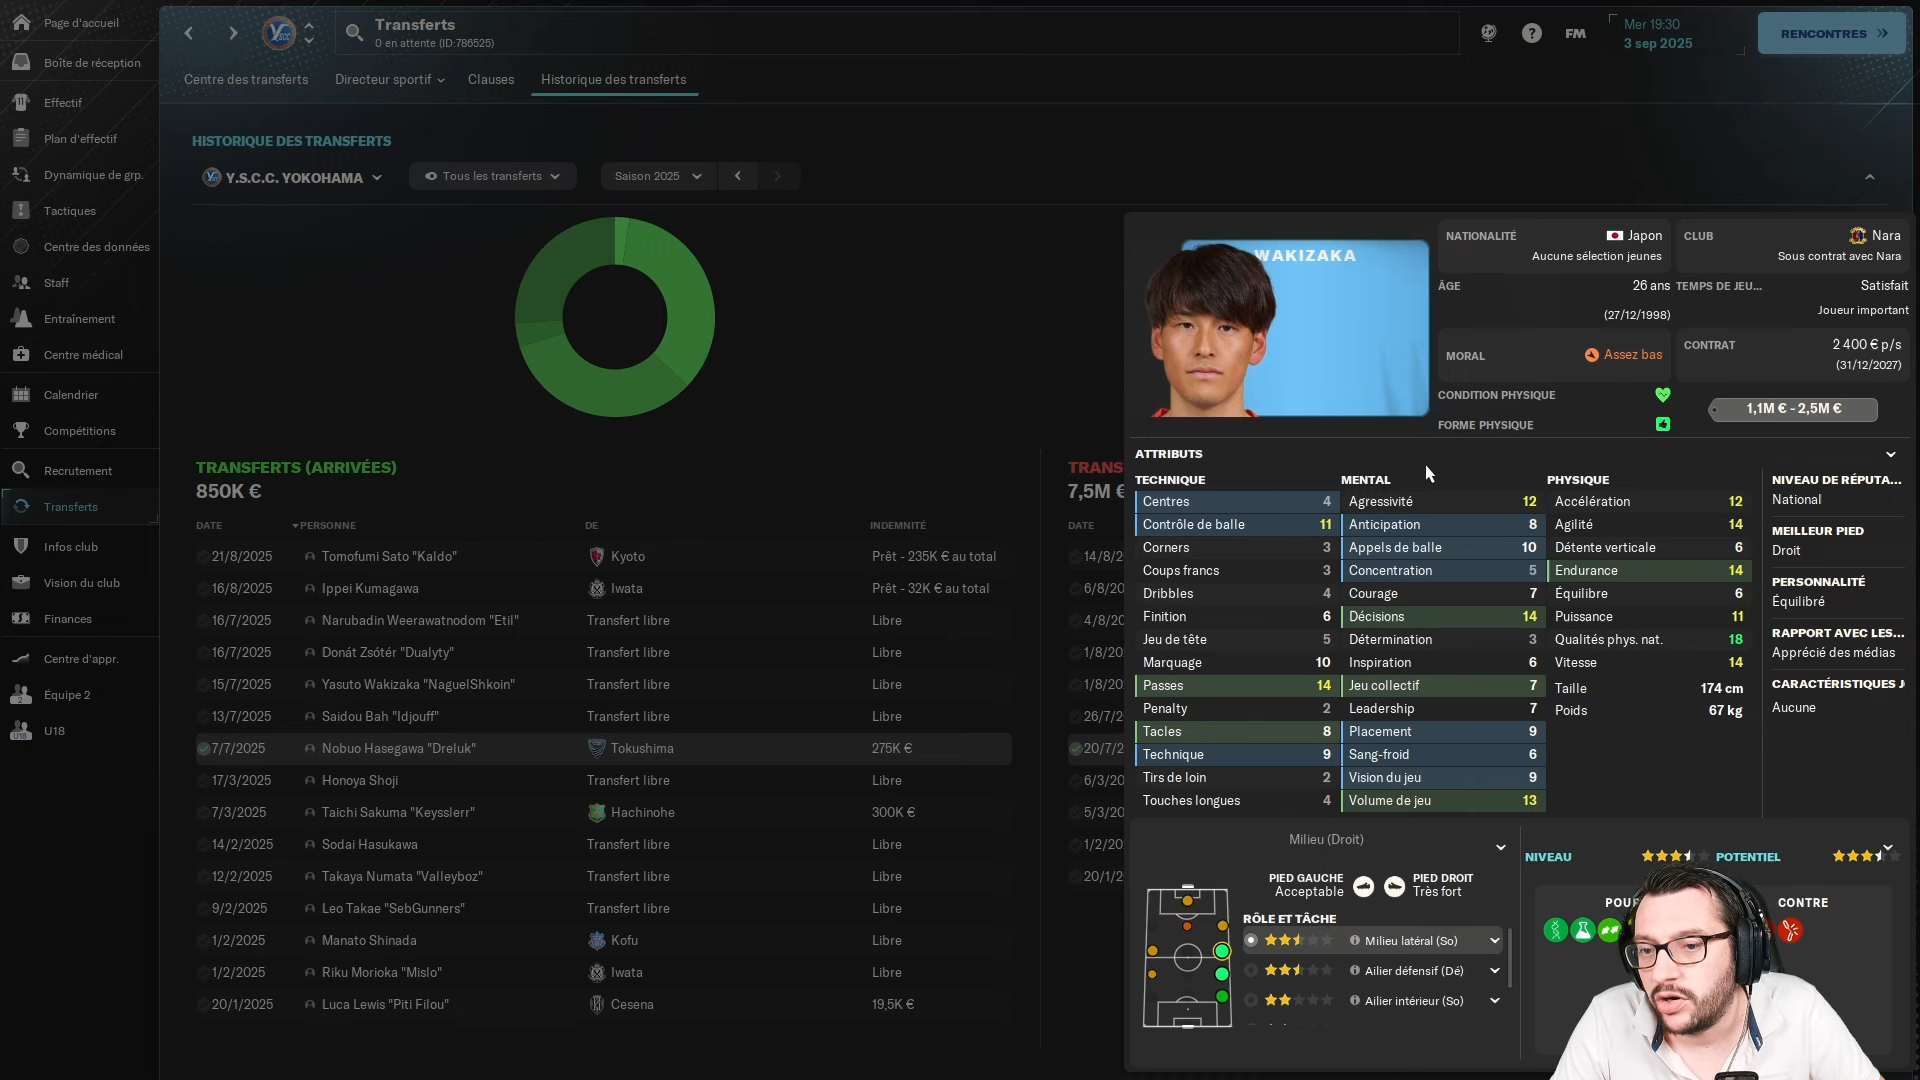 Page d'accueil
Boîte de réception
Effectif
Plan d'effectif
Dynamique de grp.
Tactiques
Centre des données
Staff
Entraînement
Centre médical
Calendrier
Compétitions
Recrutement
Transferts
Infos club
Vision du club
Finances
Centre d'appr.
Équipe 2
U18
Transferts
0 en attente (ID:786525)
FM
Mer 19:30
3 sep 2025
RENCONTRES
Centre des transferts
Directeur sportif
Clauses
Historique des transferts
HISTORIQUE DES TRANSFERTS
Y.S.C.C. YOKOHAMA
Tous les transferts
Saison 2025
TRANSFERTS (ARRIVÉES)
850K €
DATE PERSONNE DE INDEMNITÉ
21/8/2025 Tomofumi Sato "Kaldo" Kyoto Prêt - 235K € au total
16/8/2025 Ippei Kumagawa Iwata Prêt - 32K € au total
16/7/2025 Narubadin Weerawatnodom "Etil" Transfert libre Libre
16/7/2025 Donát Zsótér "Dualyty" Transfert libre Libre
15/7/2025 Yasuto Wakizaka "NaguelShkoin" Transfert libre Libre
13/7/2025 Saidou Bah "Idjouff" Transfert libre Libre
7/7/2025 Nobuo Hasegawa "Dreluk" Tokushima 275K €
17/3/2025 Honoya Shoji Transfert libre Libre
7/3/2025 Taichi Sakuma "Keysslerr" Hachinohe 300K €
14/2/2025 Sodai Hasukawa Transfert libre Libre
12/2/2025 Takaya Numata "Valleyboz" Transfert libre Libre
9/2/2025 Leo Takae "SebGunners" Transfert libre Libre
1/2/2025 Manato Shinada Kofu Libre
1/2/2025 Riku Morioka "Mislo" Iwata Libre
20/1/2025 Luca Lewis "Piti Filou" Cesena 19,5K €
TRANS
7,5M €
DATE
14/8/2
6/8/20
4/8/20
1/8/20
1/8/20
26/7/2
20/7/2
6/3/20
5/3/20
1/2/20
20/1/2
WAKIZAKA
NATIONALITÉ Japon
Aucune sélection jeunes
CLUB Nara
Sous contrat avec Nara
ÂGE 26 ans
(27/12/1998)
TEMPS DE JEU... Satisfait
Joueur important
MORAL Assez bas
CONTRAT 2 400 € p/s
(31/12/2027)
CONDITION PHYSIQUE
FORME PHYSIQUE
1,1M € - 2,5M €
ATTRIBUTS
TECHNIQUE
Centres 4
Contrôle de balle 11
Corners 3
Coups francs 3
Dribbles 4
Finition 6
Jeu de tête 5
Marquage 10
Passes 14
Penalty 2
Tacles 8
Technique 9
Tirs de loin 2
Touches longues 4
MENTAL
Agressivité 12
Anticipation 8
Appels de balle 10
Concentration 5
Courage 7
Décisions 14
Détermination 3
Inspiration 6
Jeu collectif 7
Leadership 7
Placement 9
Sang-froid 6
Vision du jeu 9
Volume de jeu 13
PHYSIQUE
Accélération 12
Agilité 14
Détente verticale 6
Endurance 14
Équilibre 6
Puissance 11
Qualités phys. nat. 18
Vitesse 14
Taille 174 cm
Poids 67 kg
NIVEAU DE RÉPUTA...
National
MEILLEUR PIED
Droit
PERSONNALITÉ
Équilibré
RAPPORT AVEC LES...
Apprécié des médias
CARACTÉRISTIQUES J
Aucune
Milieu (Droit)
PIED GAUCHE
Acceptable
PIED DROIT
Très fort
RÔLE ET TÂCHE
Milieu latéral (So)
Ailier défensif (Dé)
Ailier intérieur (So)
NIVEAU
POTENTIEL
POU
CONTRE